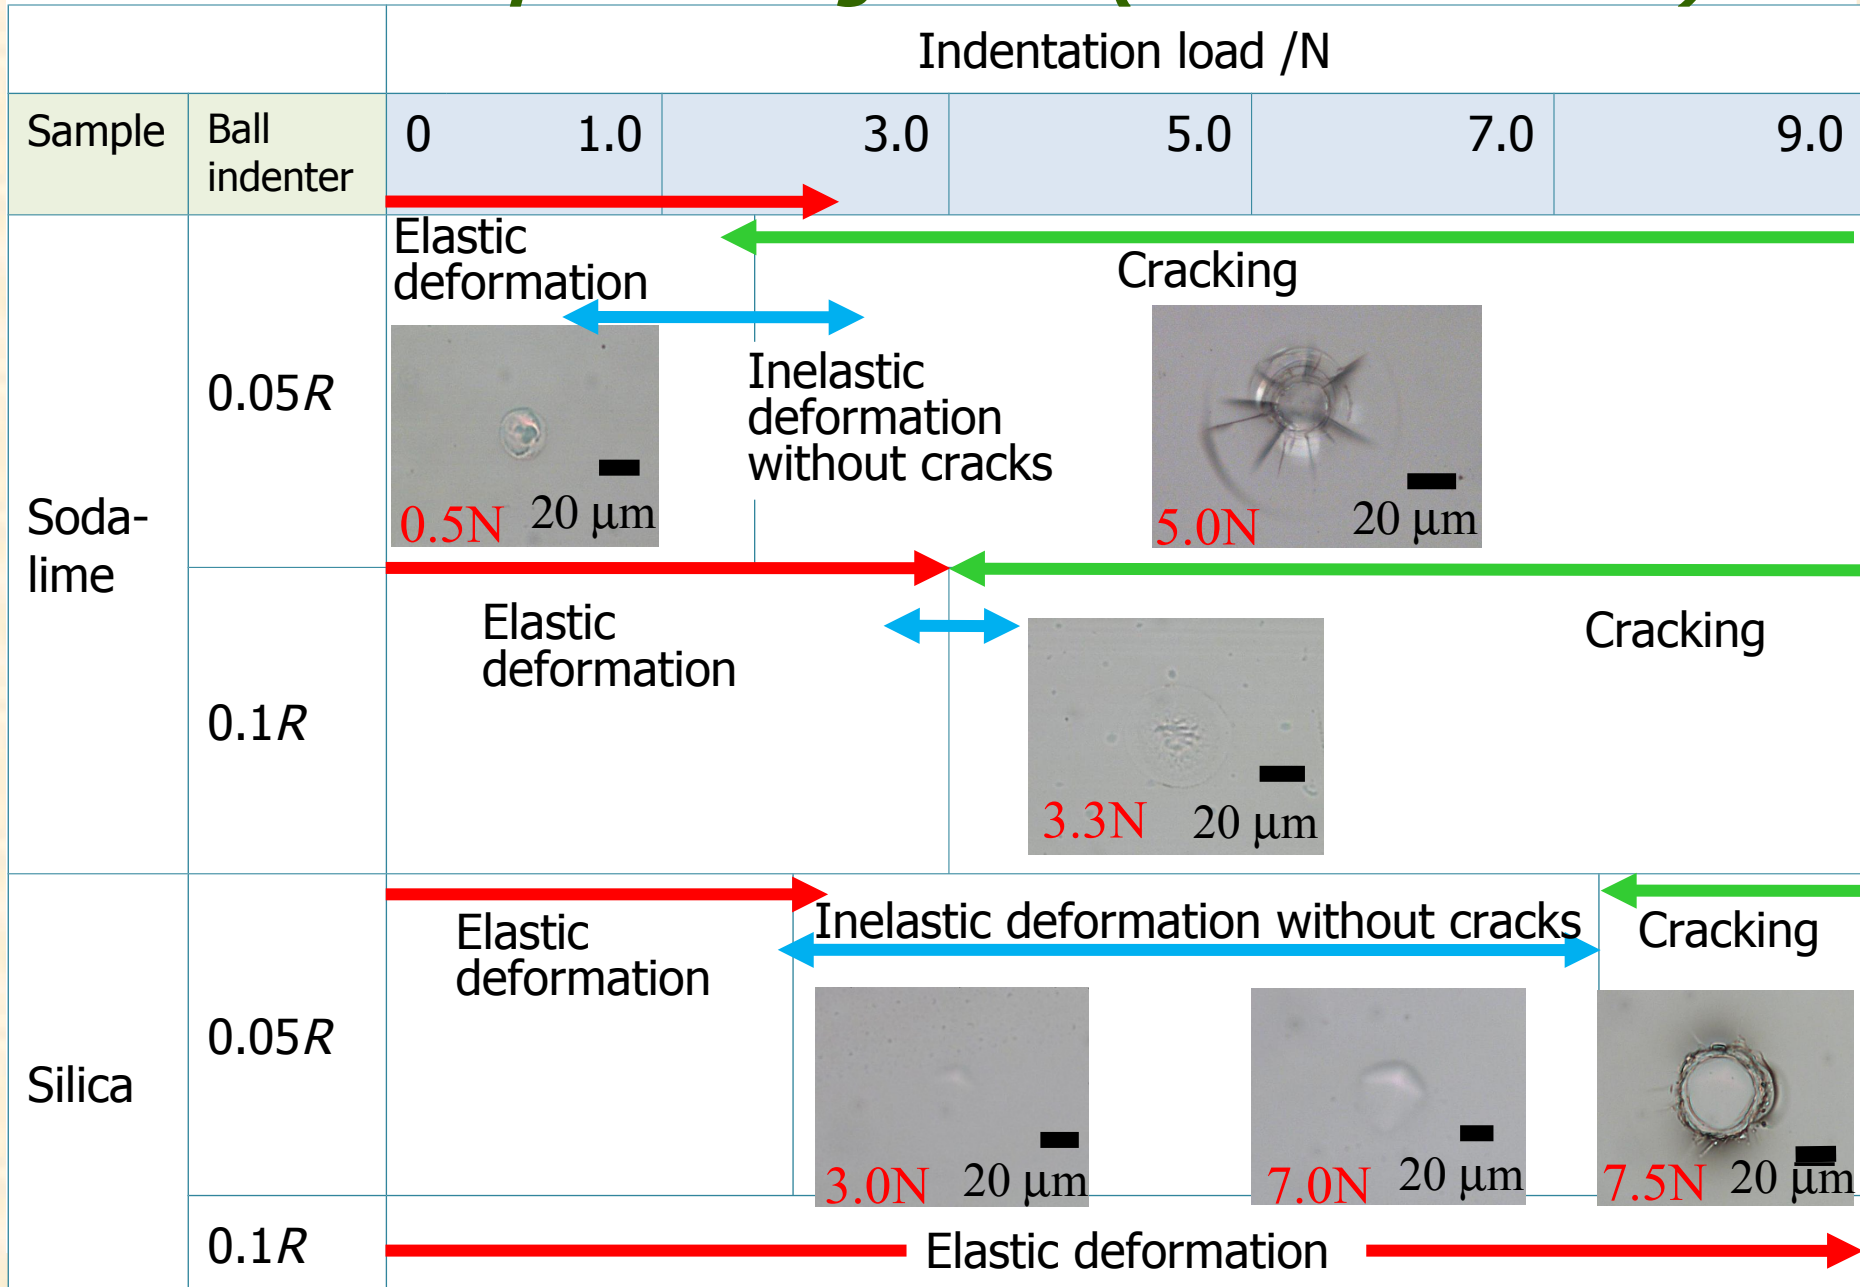 Indentation load /N
Sample
Ball
indenter
0 1.0 3.0 5.0 7.0 9.0
Soda-
lime
0.05R
Elastic
deformation
Cracking
Inelastic
deformation
without cracks
0.5N 20 μm
5.0N 20 μm
0.1R
Elastic
deformation
Cracking
3.3N 20 μm
Silica
0.05R
Elastic
deformation
Inelastic deformation without cracks
Cracking
3.0N 20 μm
7.0N 20 μm
7.5N 20 μm
0.1R
Elastic deformation